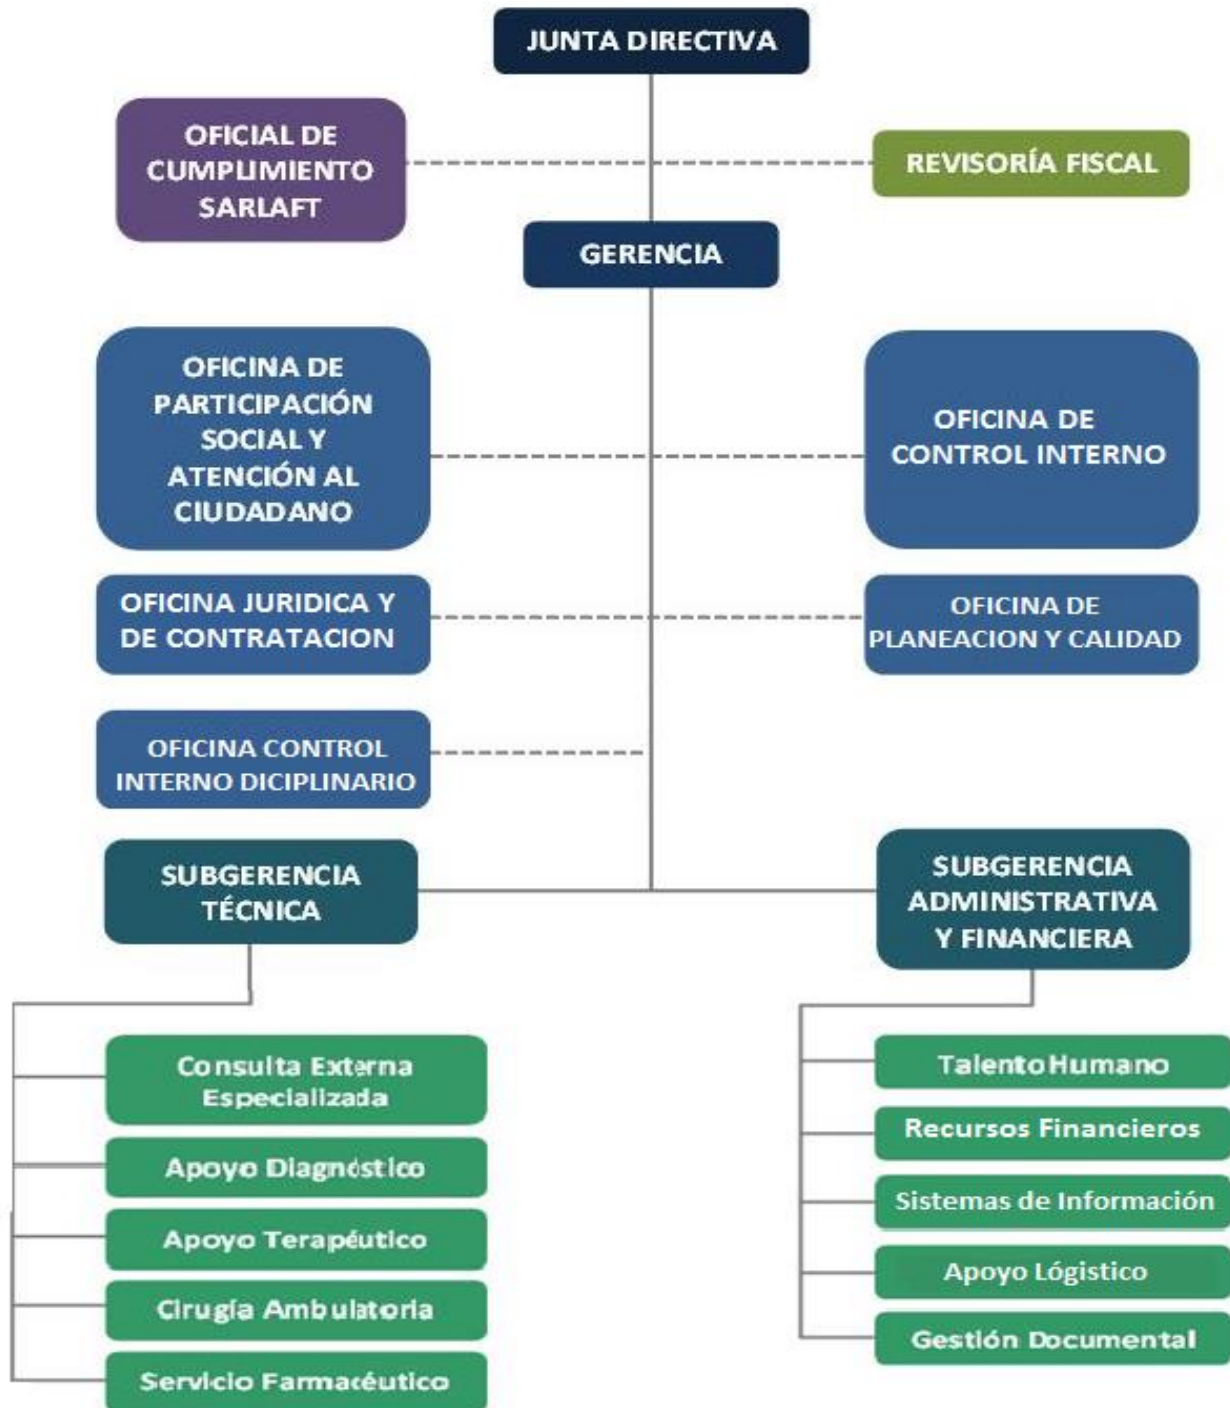 JUNTA DIRECTIVA
OFICIAL DE
CUMPLIMIENTO
SARLAFT
REVISORÍA FISCAL
GERENCIA
OFICINA DE
PARTICIPACIÓN
SOCIAL Y
ATENCIÓN AL
CIUDADANO
OFICINA DE
CONTROL INTERNO
OFICINA JURIDICA Y
DE CONTRATACION
OFICINA DE
PLANEACION Y CALIDAD
OFICINA CONTROL
INTERNO DICIPLINARIO
SUBGERENCIA
TÉCNICA
SUBGERENCIA
ADMINISTRATIVA
Y FINANCIERA
Consulta Externa
Especializada
Apoyo Diagnóstico
Apoyo Terapéutico
Cirugía Ambulatoria
Servicio Farmacéutico
Talento Humano
Recursos Financieros
Sistemas de Información
Apoyo Lógistico
Gestión Documental